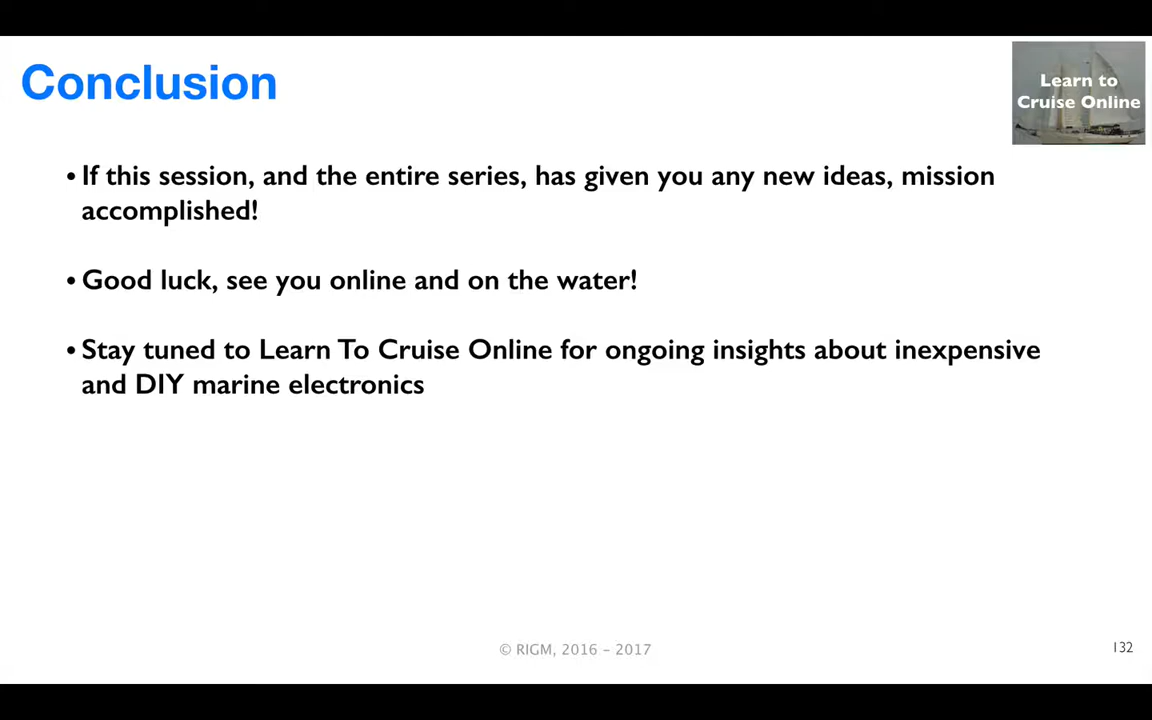 Conclusion
Learn to
Cruise Online
• If this session, and the entire series, has given you any new ideas, mission
accomplished!
• Good luck, see you online and on the water!
• Stay tuned to Learn To Cruise Online for ongoing insights about inexpensive
and DIY marine electronics
© RIGM, 2016 – 2017
132